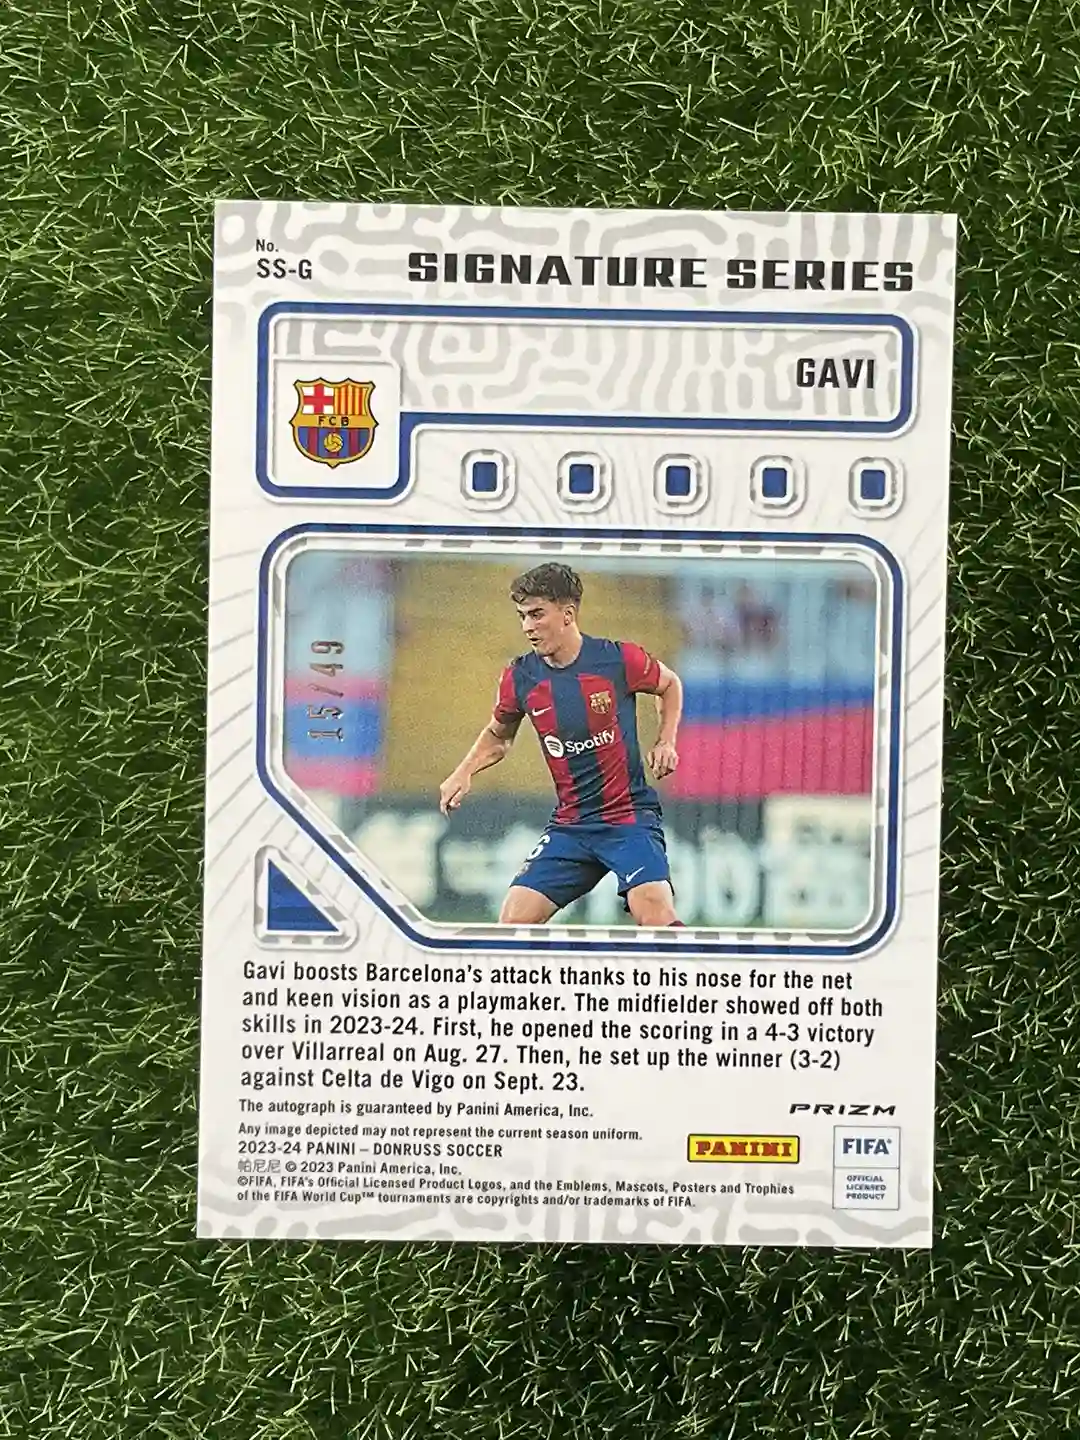 No.
SS-G
SIGNATURE SERIES
GAVI
FCB
15/49
Spotify
6
Gavi boosts Barcelona's attack thanks to his nose for the net
and keen vision as a playmaker. The midfielder showed off both
skills in 2023-24. First, he opened the scoring in a 4-3 victory
over Villarreal on Aug. 27. Then, he set up the winner (3-2)
against Celta de Vigo on Sept. 23.
The autograph is guaranteed by Panini America, Inc.
PRIZM
Any image depicted may not represent the current season uniform.
2023-24 PANINI – DONRUSS SOCCER
帕尼尼 © 2023 Panini America, Inc.
©FIFA, FIFA's Official Licensed Product Logos, and the Emblems, Mascots, Posters and Trophies
of the FIFA World Cup™ tournaments are copyrights and/or trademarks of FIFA.
PANINI
FIFA®
OFFICIAL
LICENSED
PRODUCT